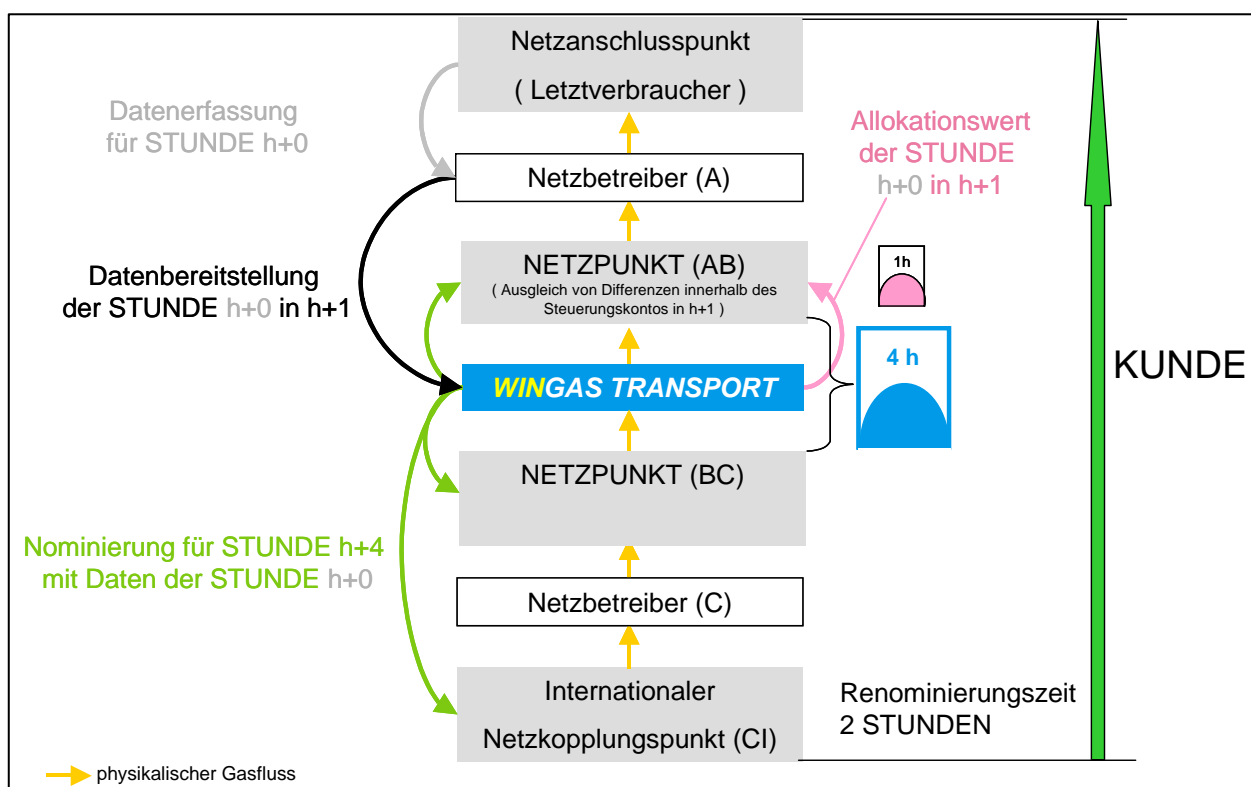 Netzanschlusspunkt
( Letztverbraucher )
Datenerfassung
für STUNDE h+0
Allokationswert
der STUNDE
h+0 in h+1
Netzbetreiber (A)
NETZPUNKT (AB)
( Ausgleich von Differenzen innerhalb des
Steuerungskontos in h+1 )
1h
Datenbereitstellung
der STUNDE h+0 in h+1
4 h
KUNDE
WINGAS TRANSPORT
NETZPUNKT (BC)
Nominierung für STUNDE h+4
mit Daten der STUNDE h+0
Netzbetreiber (C)
Internationaler
Netzkopplungspunkt (CI)
Renominierungszeit
2 STUNDEN
physikalischer Gasfluss